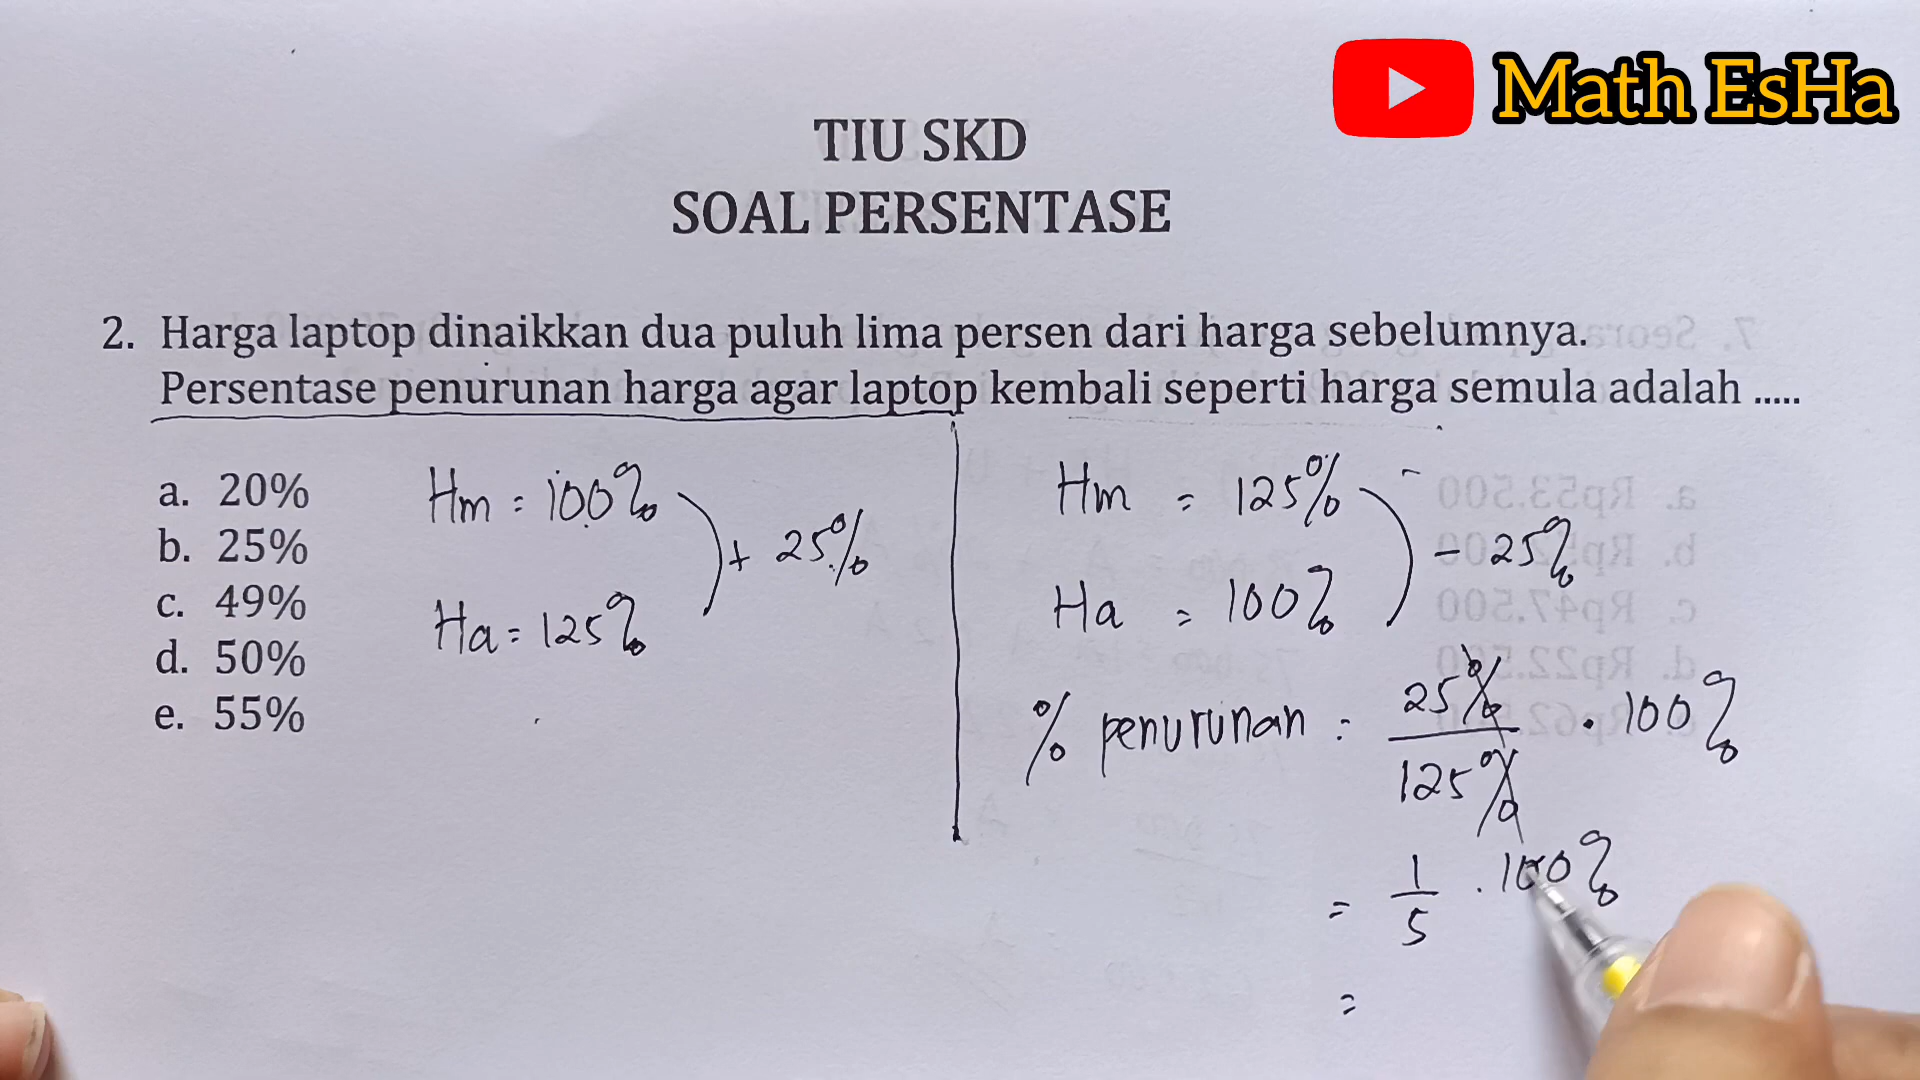 Math EsHa
TIU SKD
SOAL PERSENTASE
2. Harga laptop dinaikkan dua puluh lima persen dari harga sebelumnya.
Persentase penurunan harga agar laptop kembali seperti harga semula adalah .....
a. 20%
b. 25%
c. 49%
d. 50%
e. 55%
Hm = 100%
+ 25%
Ha = 125%
Hm = 125%
- 25%
Ha = 100%
% penurunan = 25% / 125% . 100%
= 1/5 . 100%
=